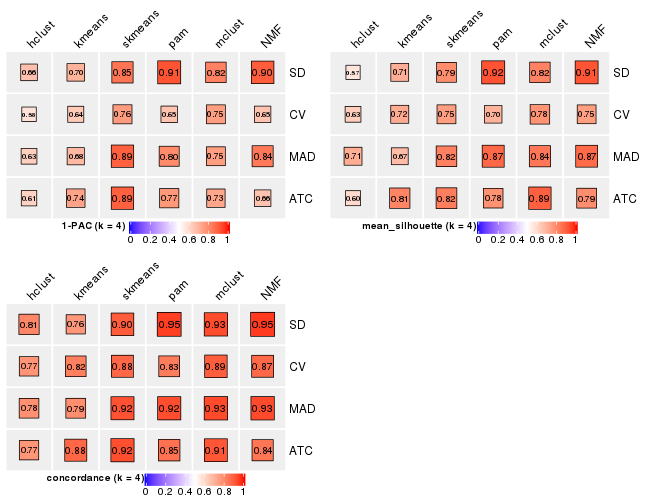 hclust kmeans skmeans pam mclust NMF
0.66 0.70 0.85 0.91 0.82 0.90 SD
0.58 0.64 0.76 0.65 0.75 0.65 CV
0.63 0.68 0.89 0.80 0.75 0.84 MAD
0.61 0.74 0.89 0.77 0.73 0.66 ATC
1-PAC (k = 4)
0 0.2 0.4 0.6 0.8 1
hclust kmeans skmeans pam mclust NMF
0.57 0.71 0.79 0.92 0.82 0.91 SD
0.63 0.72 0.75 0.70 0.78 0.75 CV
0.71 0.67 0.82 0.87 0.84 0.87 MAD
0.60 0.81 0.82 0.78 0.89 0.79 ATC
mean_silhouette (k = 4)
0 0.2 0.4 0.6 0.8 1
hclust kmeans skmeans pam mclust NMF
0.81 0.76 0.90 0.95 0.93 0.95 SD
0.77 0.82 0.88 0.83 0.89 0.87 CV
0.78 0.79 0.92 0.92 0.93 0.93 MAD
0.77 0.88 0.92 0.85 0.91 0.84 ATC
concordance (k = 4)
0 0.2 0.4 0.6 0.8 1